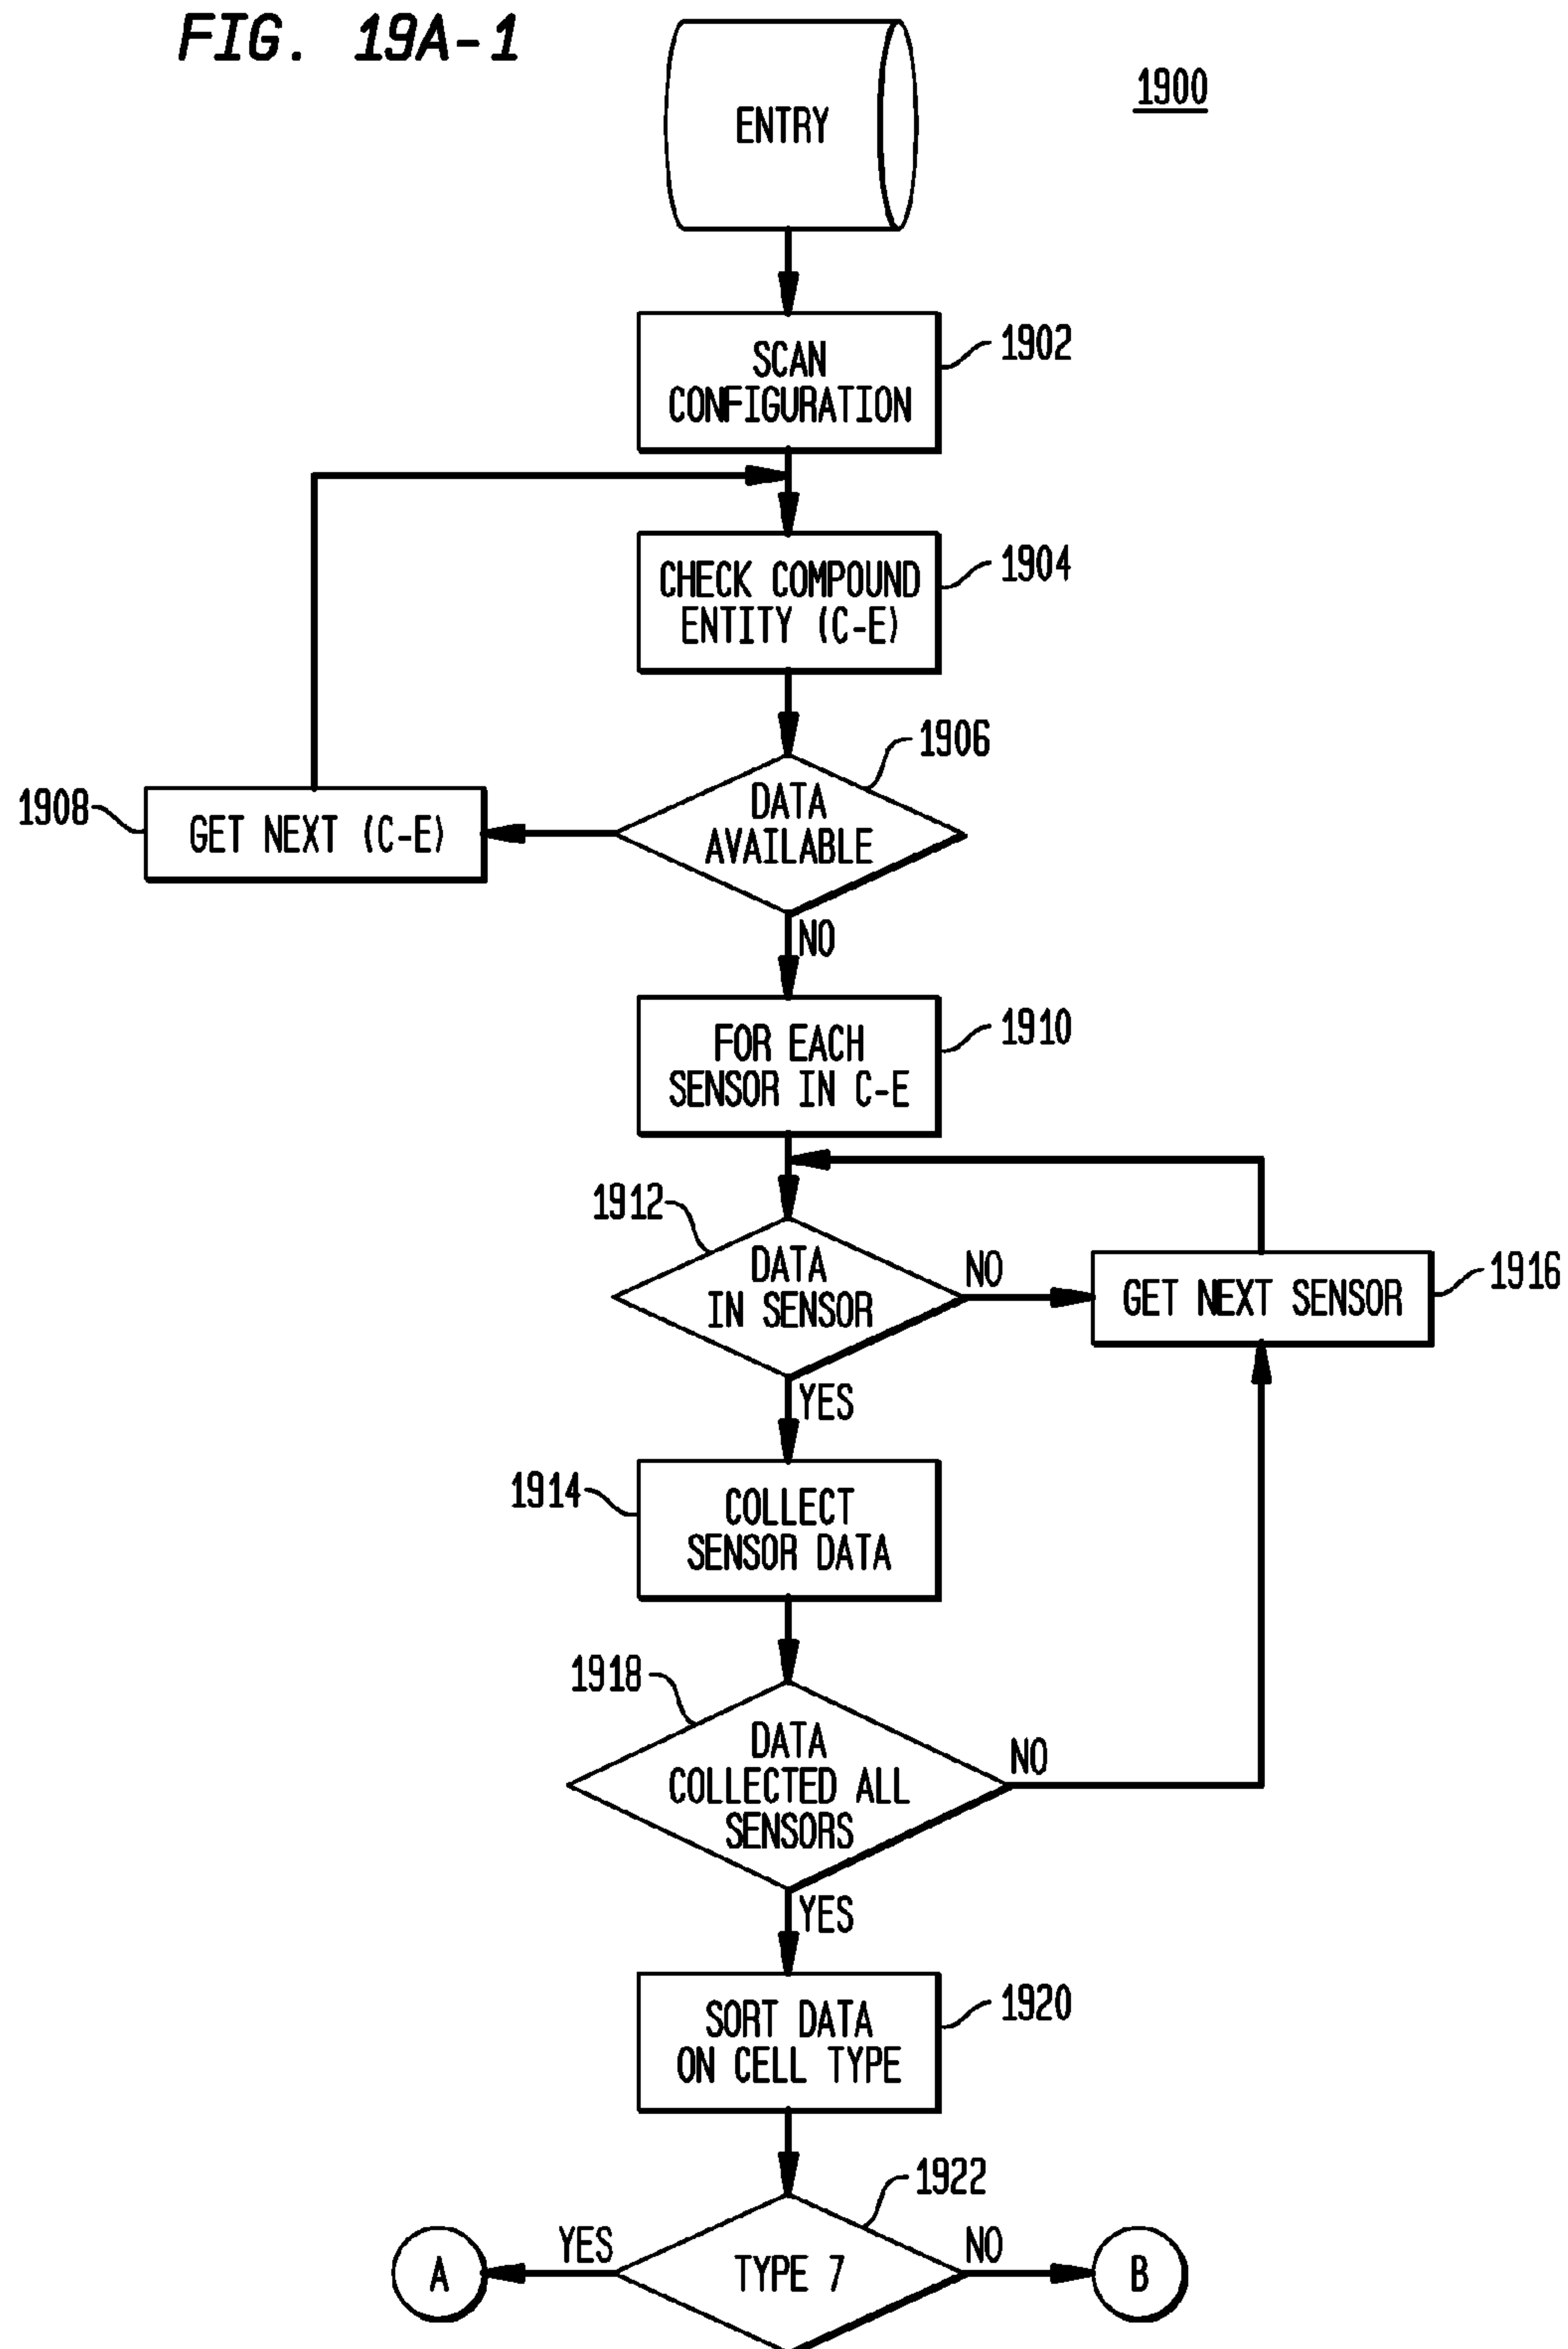 FIG. 19A-1
1900
ENTRY
SCAN
CONFIGURATION
1902
CHECK COMPOUND
ENTITY (C-E)
1904
1906
DATA
AVAILABLE
1908
GET NEXT (C-E)
NO
FOR EACH
SENSOR IN C-E
1910
1912
DATA
IN SENSOR
NO
GET NEXT SENSOR
1916
YES
1914
COLLECT
SENSOR DATA
1918
DATA
COLLECTED ALL
SENSORS
NO
YES
SORT DATA
ON CELL TYPE
1920
1922
A
YES
TYPE 7
NO
B